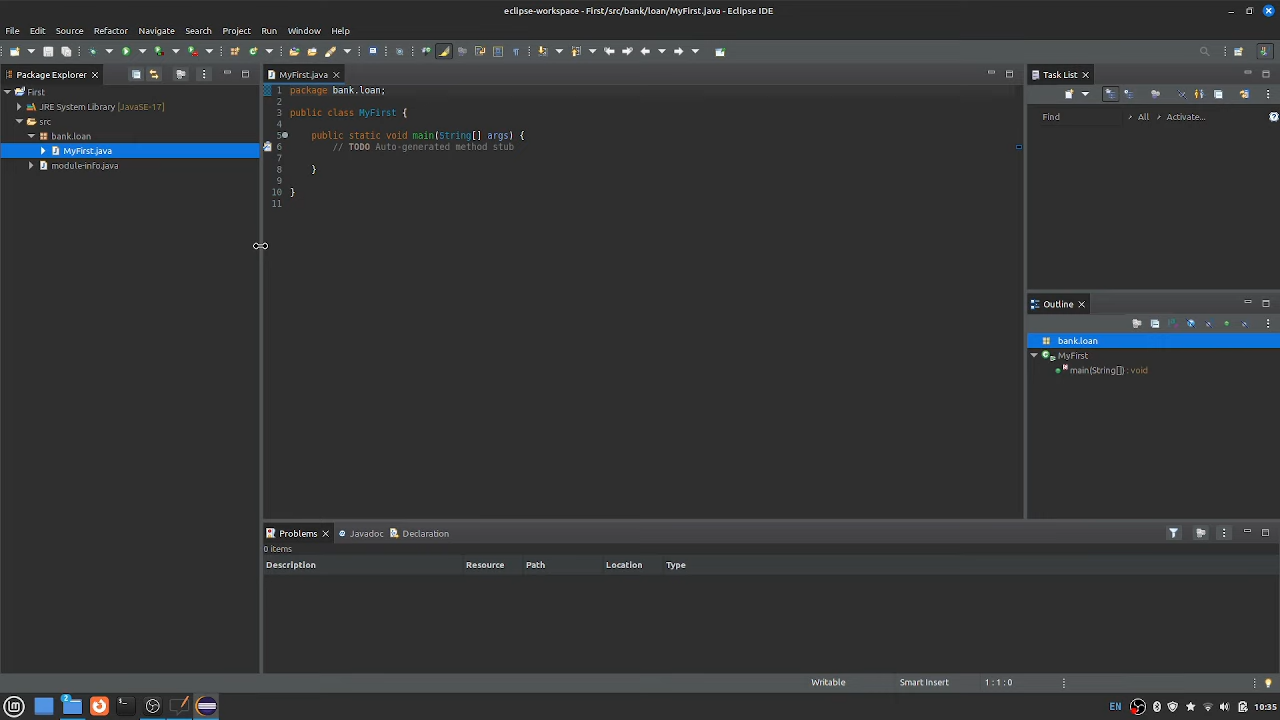 eclipse-workspace - First/src/bank/loan/MyFirst.java - Eclipse IDE
File Edit Source Refactor Navigate Search Project Run Window Help
Package Explorer
First
JRE System Library [JavaSE-17]
src
bank.loan
MyFirst.java
module-info.java
MyFirst.java
1 package bank.loan;
2
3 public class MyFirst {
4
5 public static void main(String[] args) {
6 // TODO Auto-generated method stub
7
8 }
9
10 }
11
Task List
Find All Activate...
Outline
bank.loan
MyFirst
main(String[]) : void
Problems Javadoc Declaration
0 items
Description Resource Path Location Type
Writable Smart Insert 1 : 1 : 0
2 EN 10:35